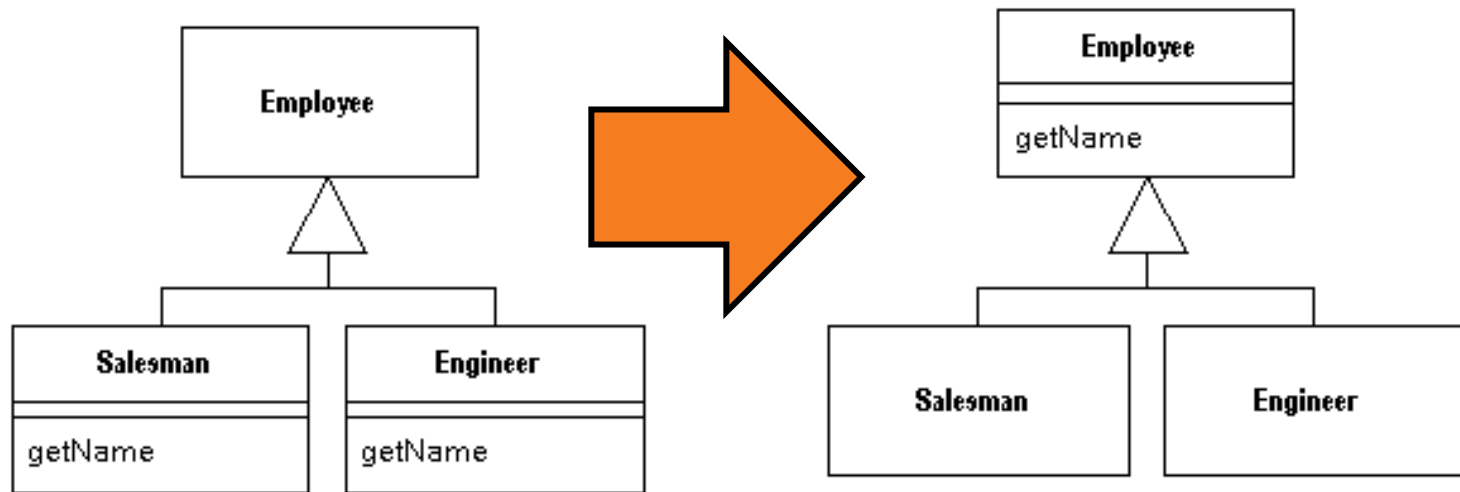 Employee
Salesman
getName
Engineer
getName
Employee
getName
Salesman
Engineer